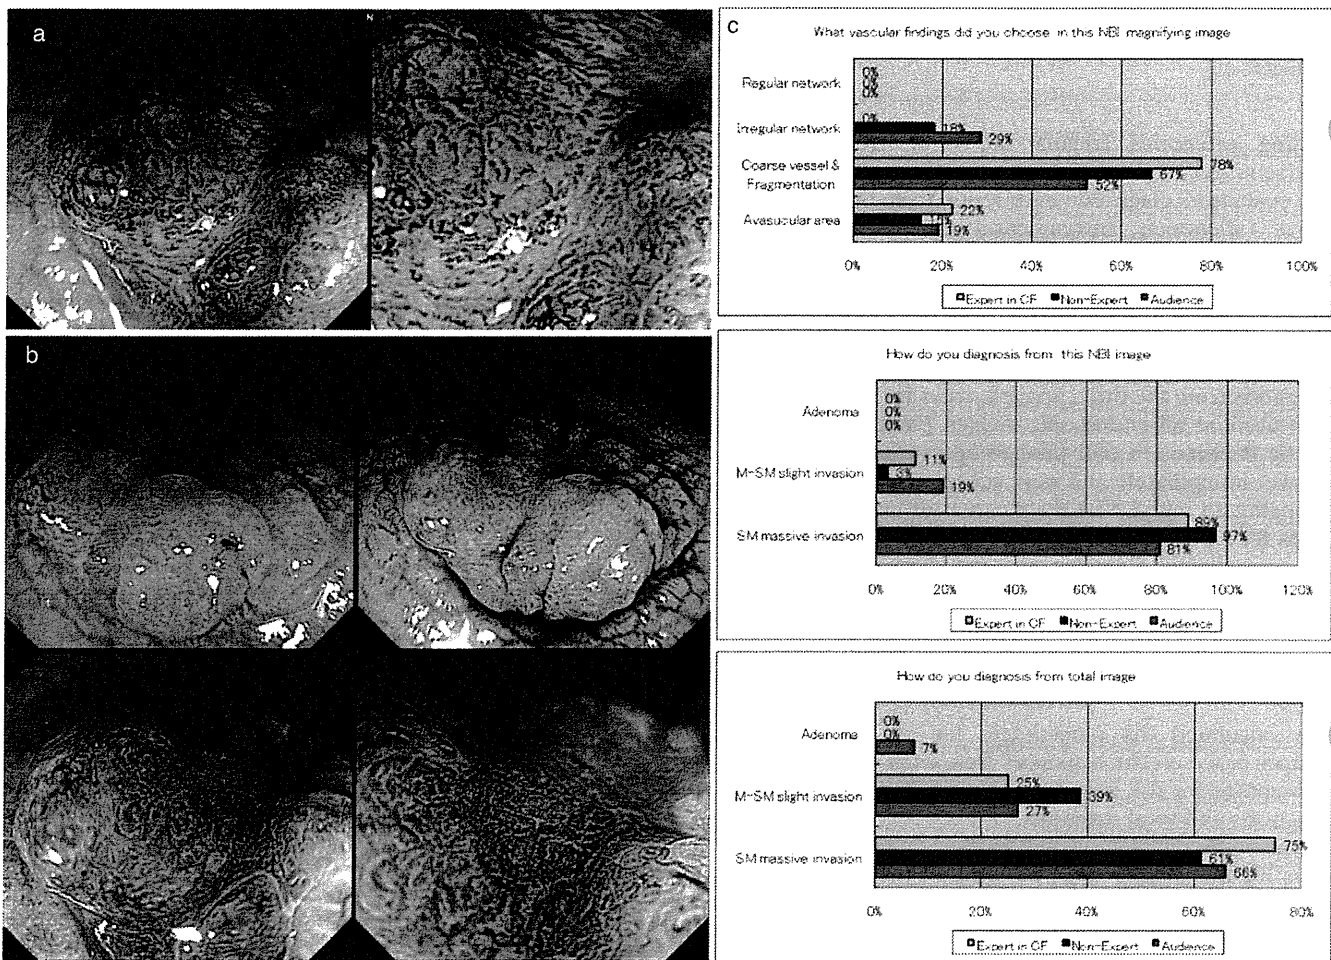 a
N
b
c
What vascular findings did you choose in this NBI magnifying image
Regular network
0%
0%
0%
Irregular network
0%
18%
29%
Coarse vessel &
Fragmentation
78%
67%
52%
Avasucular area
22%
19%
0% 20% 40% 60% 80% 100%
Expert in CF Non-Expert Audience
How do you diagnosis from this NBI image
Adenoma
0%
0%
0%
M-SM slight invasion
11%
3%
19%
SM massive invasion
89%
97%
81%
0% 20% 40% 60% 80% 100% 120%
Expert in CF Non-Expert Audience
How do you diagnosis from total image
Adenoma
0%
0%
7%
M-SM slight invasion
25%
39%
27%
SM massive invasion
75%
61%
66%
0% 20% 40% 60% 80%
Expert in CF Non-Expert Audience